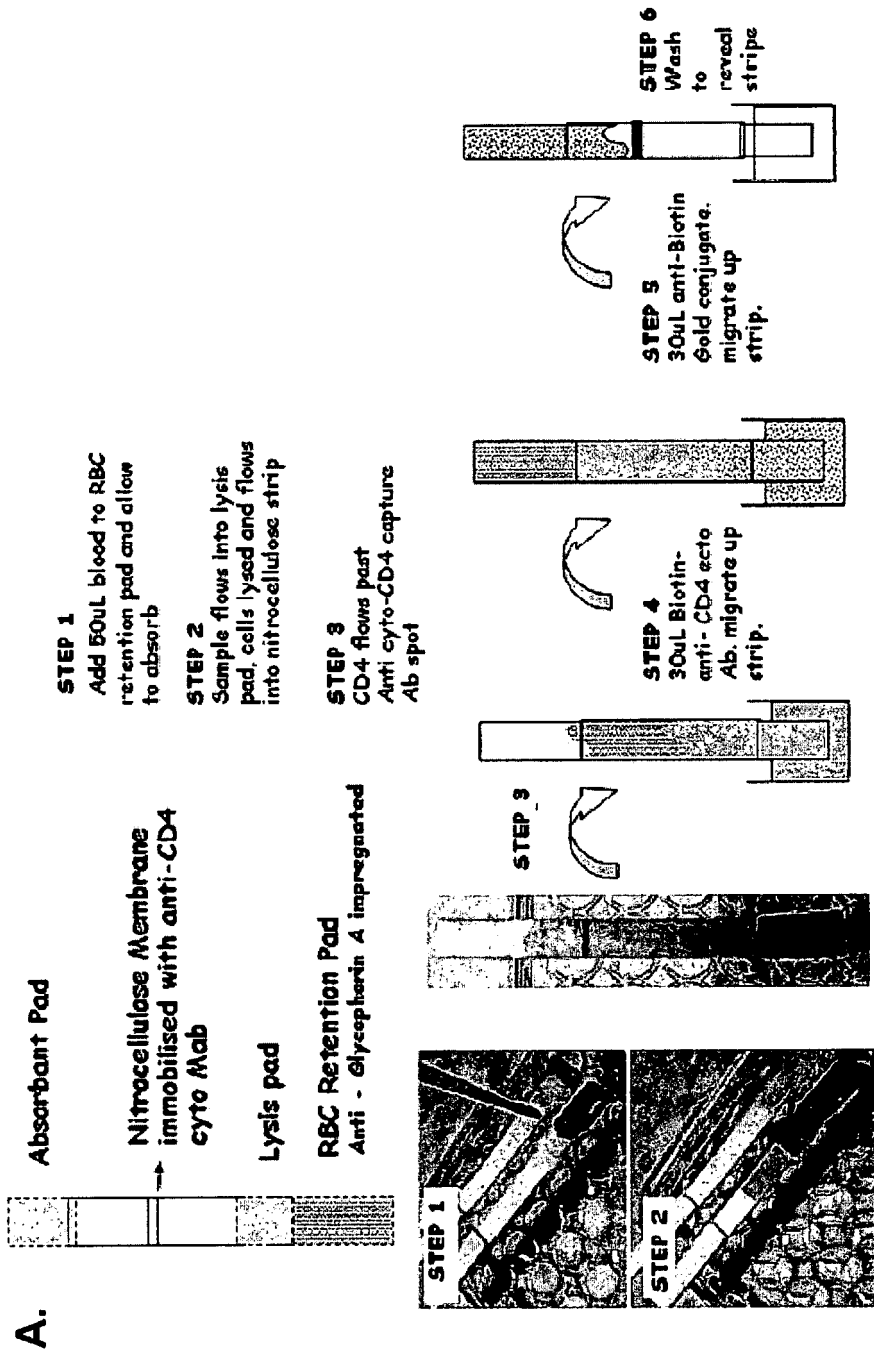 A.
Absorbant Pad
Nitrocellulose Membrane
immobilised with anti-CD4
cyto Mab
Lysis pad
RBC Retention Pad
Anti - Glycophorin A impregnated
STEP 1
Add 50uL blood to RBC
retention pad and allow
to absorb
STEP 2
Sample flows into lysis
pad, cells lysed and flows
into nitrocellulose strip
STEP 3
CD4 flows past
Anti cyto-CD4 capture
Ab spot
STEP 1
STEP 2
STEP 3
STEP 4
30uL Biotin-
anti- CD4 ecto
Ab. migrate up
strip.
STEP 5
30uL anti-Biotin
Gold conjugate.
migrate up
strip.
STEP 6
Wash
to
reveal
stripe